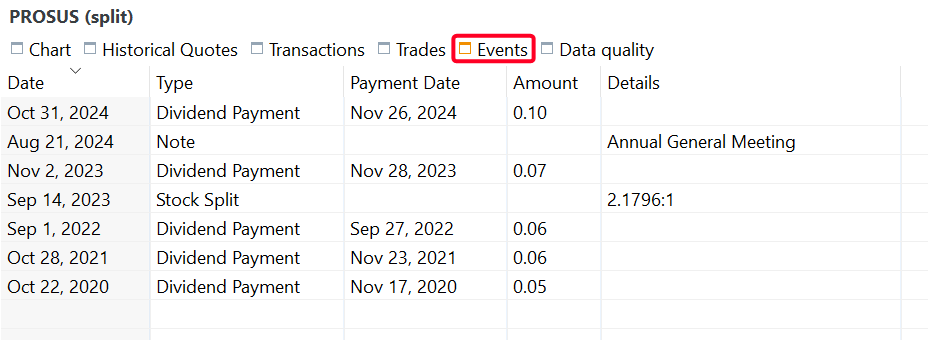 PROSUS (split)
Chart Historical Quotes Transactions Trades Events Data quality
Date Type Payment Date Amount Details
Oct 31, 2024 Dividend Payment Nov 26, 2024 0.10
Aug 21, 2024 Note Annual General Meeting
Nov 2, 2023 Dividend Payment Nov 28, 2023 0.07
Sep 14, 2023 Stock Split 2.1796:1
Sep 1, 2022 Dividend Payment Sep 27, 2022 0.06
Oct 28, 2021 Dividend Payment Nov 23, 2021 0.06
Oct 22, 2020 Dividend Payment Nov 17, 2020 0.05